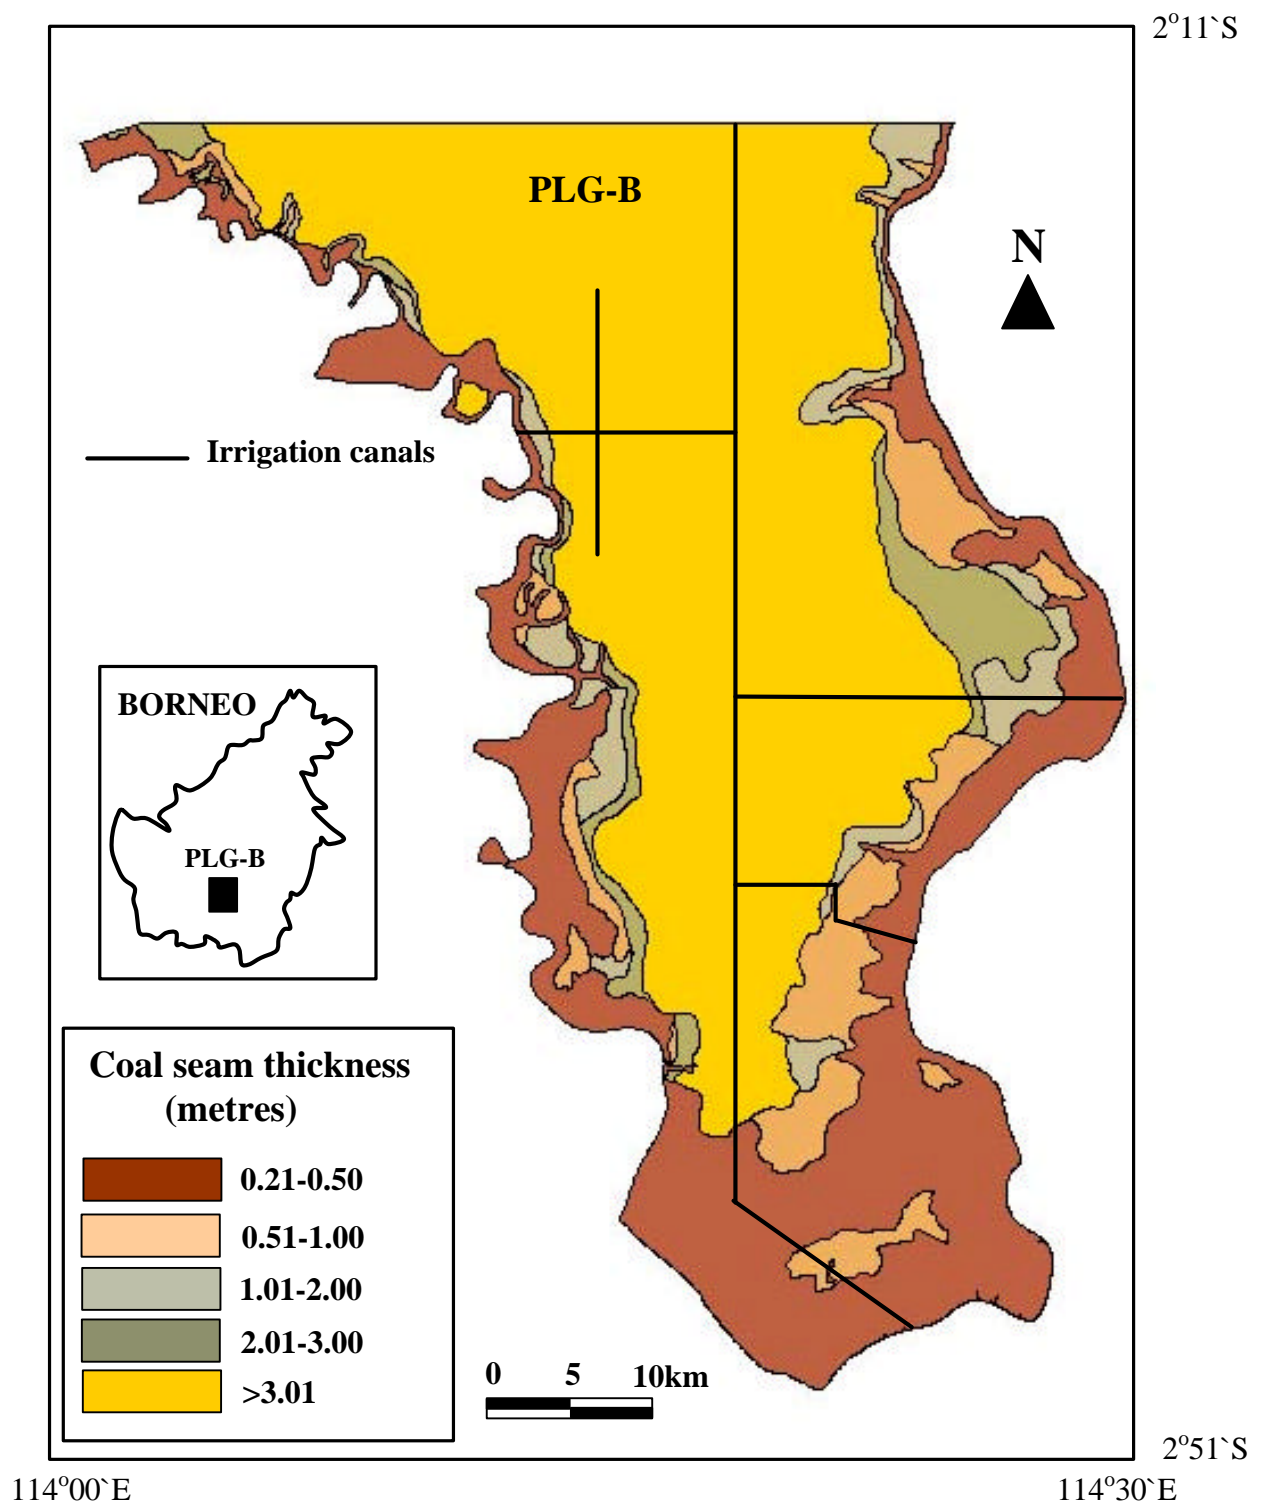 2°11`S
PLG-B
N
Irrigation canals
BORNEO
PLG-B
Coal seam thickness
(metres)
0.21-0.50
0.51-1.00
1.01-2.00
2.01-3.00
>3.01
0 5 10km
2°51`S
114°00`E 114°30`E